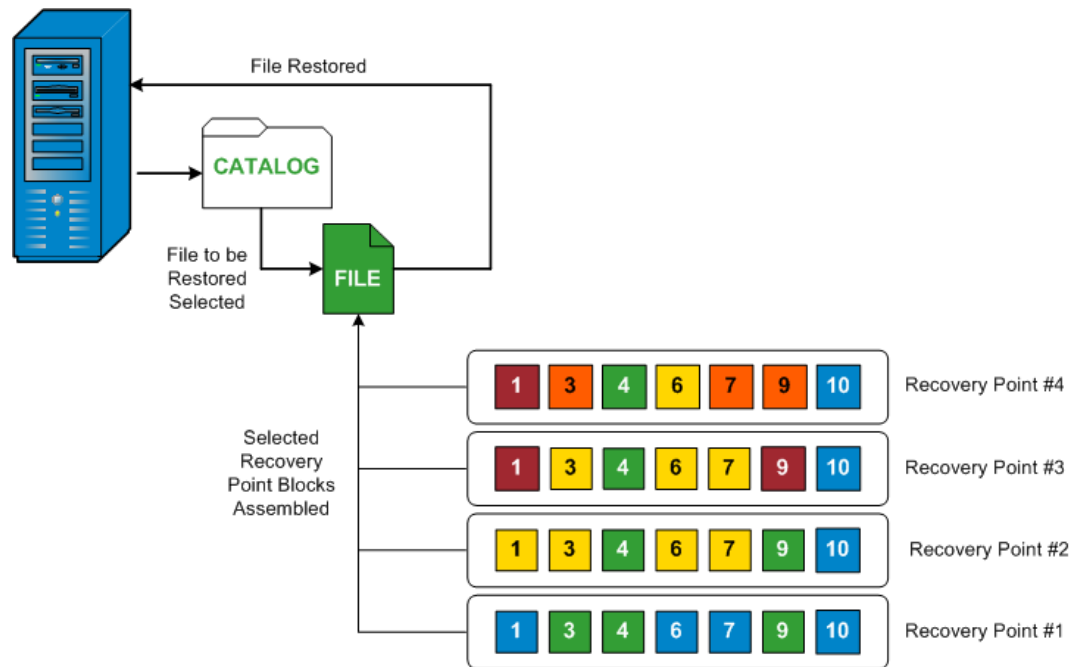 File Restored
CATALOG
File to be
Restored
Selected
FILE
Selected
Recovery
Point Blocks
Assembled
1 3 4 6 7 9 10 Recovery Point #4
1 3 4 6 7 9 10 Recovery Point #3
1 3 4 6 7 9 10 Recovery Point #2
1 3 4 6 7 9 10 Recovery Point #1